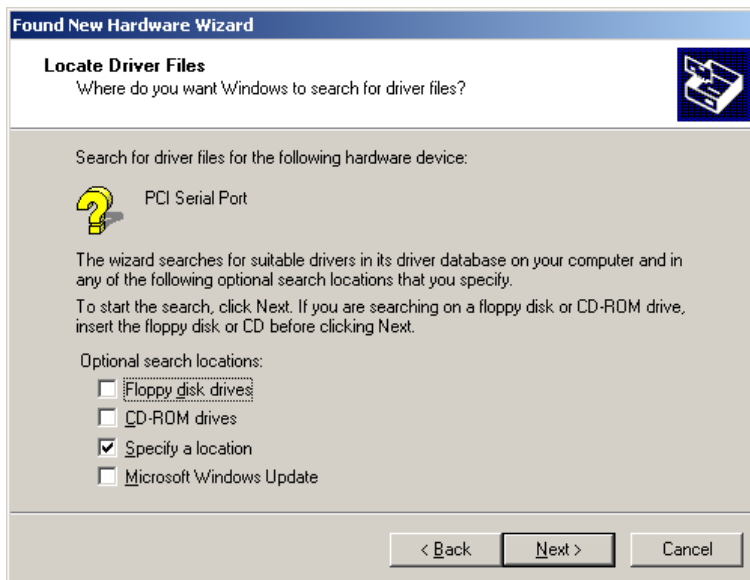 Found New Hardware Wizard
Locate Driver Files
Where do you want Windows to search for driver files?
Search for driver files for the following hardware device:
PCI Serial Port
The wizard searches for suitable drivers in its driver database on your computer and in
any of the following optional search locations that you specify.
To start the search, click Next. If you are searching on a floppy disk or CD-ROM drive,
insert the floppy disk or CD before clicking Next.
Optional search locations:
Floppy disk drives
CD-ROM drives
Specify a location
Microsoft Windows Update
< Back Next > Cancel